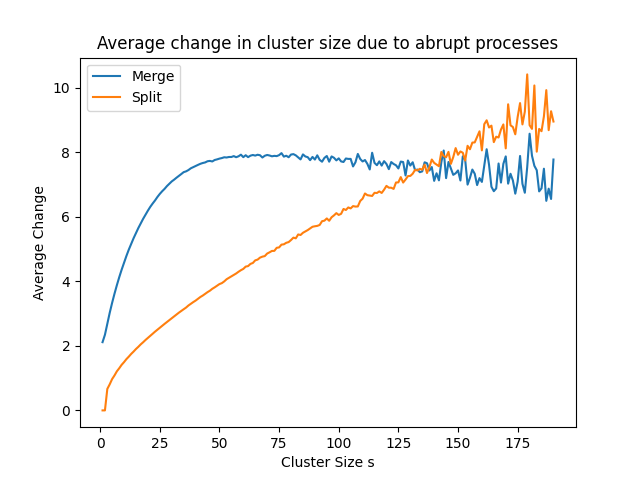 Average change in cluster size due to abrupt processes
Merge
Split
Average Change
10
8
6
4
2
0
0 25 50 75 100 125 150 175
Cluster Size s